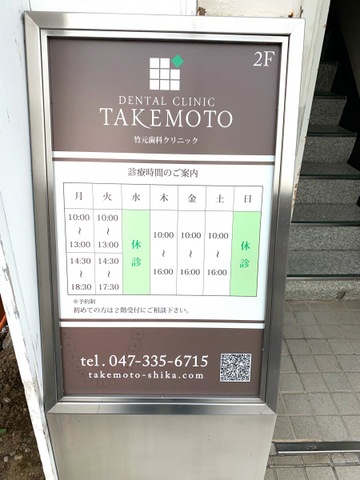 2F
DENTAL CLINIC
TAKEMOTO
竹元歯科クリニック
診療時間のご案内
月 火 水 木 金 土 日
10:00 10:00 休診 10:00 10:00 10:00 休診
~ ~ ~ ~ ~
13:00 13:00 16:00 16:00 16:00
14:30 14:30
~ ~
18:30 17:30
※予約制
初めての方は2階受付にご相談下さい。
tel. 047-335-6715
takemoto-shika.com